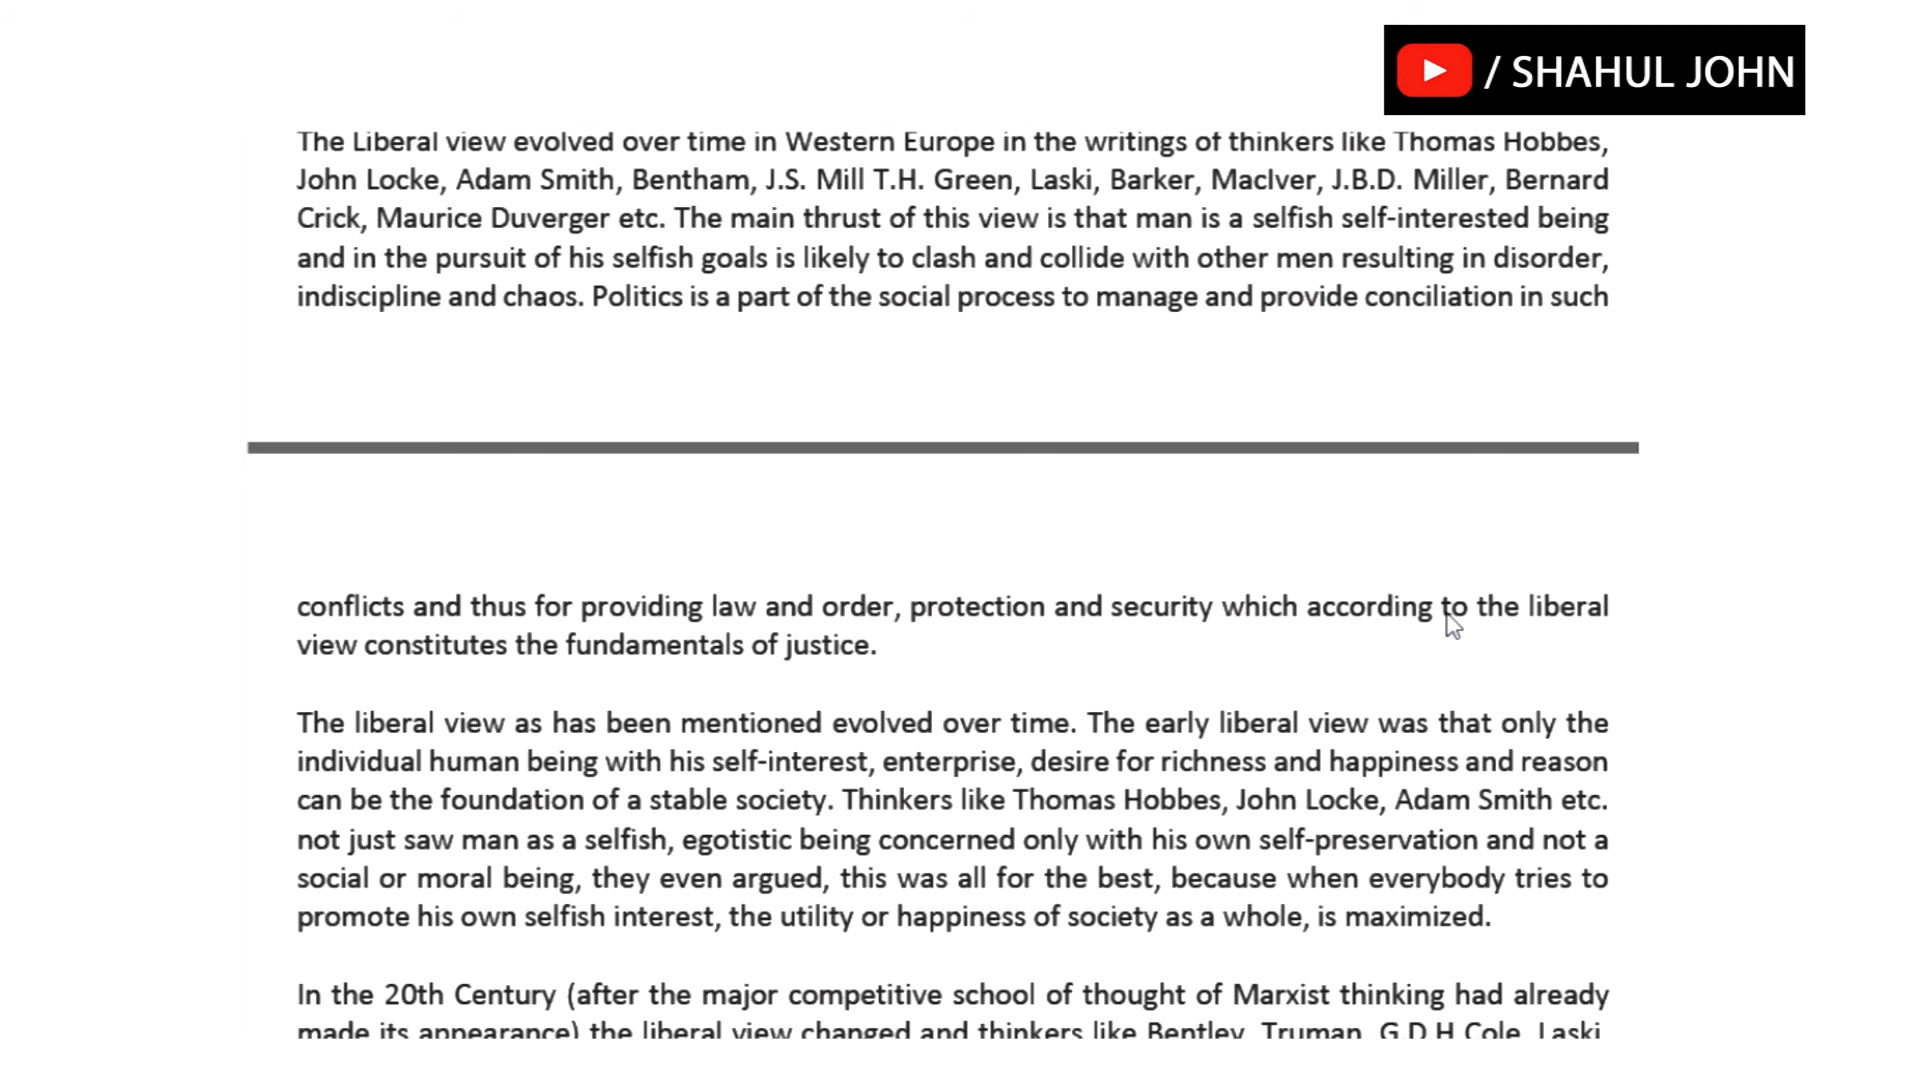 / SHAHUL JOHN
The Liberal view evolved over time in Western Europe in the writings of thinkers like Thomas Hobbes,
John Locke, Adam Smith, Bentham, J.S. Mill T.H. Green, Laski, Barker, MacIver, J.B.D. Miller, Bernard
Crick, Maurice Duverger etc. The main thrust of this view is that man is a selfish self-interested being
and in the pursuit of his selfish goals is likely to clash and collide with other men resulting in disorder,
indiscipline and chaos. Politics is a part of the social process to manage and provide conciliation in such
conflicts and thus for providing law and order, protection and security which according to the liberal
view constitutes the fundamentals of justice.
The liberal view as has been mentioned evolved over time. The early liberal view was that only the
individual human being with his self-interest, enterprise, desire for richness and happiness and reason
can be the foundation of a stable society. Thinkers like Thomas Hobbes, John Locke, Adam Smith etc.
not just saw man as a selfish, egotistic being concerned only with his own self-preservation and not a
social or moral being, they even argued, this was all for the best, because when everybody tries to
promote his own selfish interest, the utility or happiness of society as a whole, is maximized.
In the 20th Century (after the major competitive school of thought of Marxist thinking had already
made its appearance) the liberal view changed and thinkers like Bentley, Truman, G.D.H Cole, Laski,